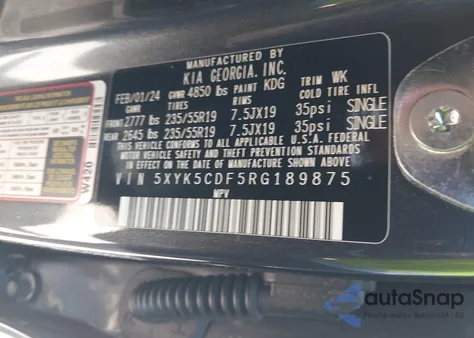 MANUFACTURED BY
KIA GEORGIA, INC.
FEB/01/24 GVWR 4850 lbs PAINT KDG TRIM WK
GAWR TIRES RIMS COLD TIRE INFL
FRONT 2777 lbs 235/55R19 7.5JX19 35psi SINGLE
REAR 2645 lbs 235/55R19 7.5JX19 35psi SINGLE
THIS VEHICLE CONFORMS TO ALL APPLICABLE U.S.A. FEDERAL
MOTOR VEHICLE SAFETY, BUMPER, AND THEFT PREVENTION STANDARDS
IN EFFECT ON THE DATE OF MANUFACTURE SHOWN ABOVE.
VIN 5XYK5CDF5RG189875
MPV
W420
autoSnap